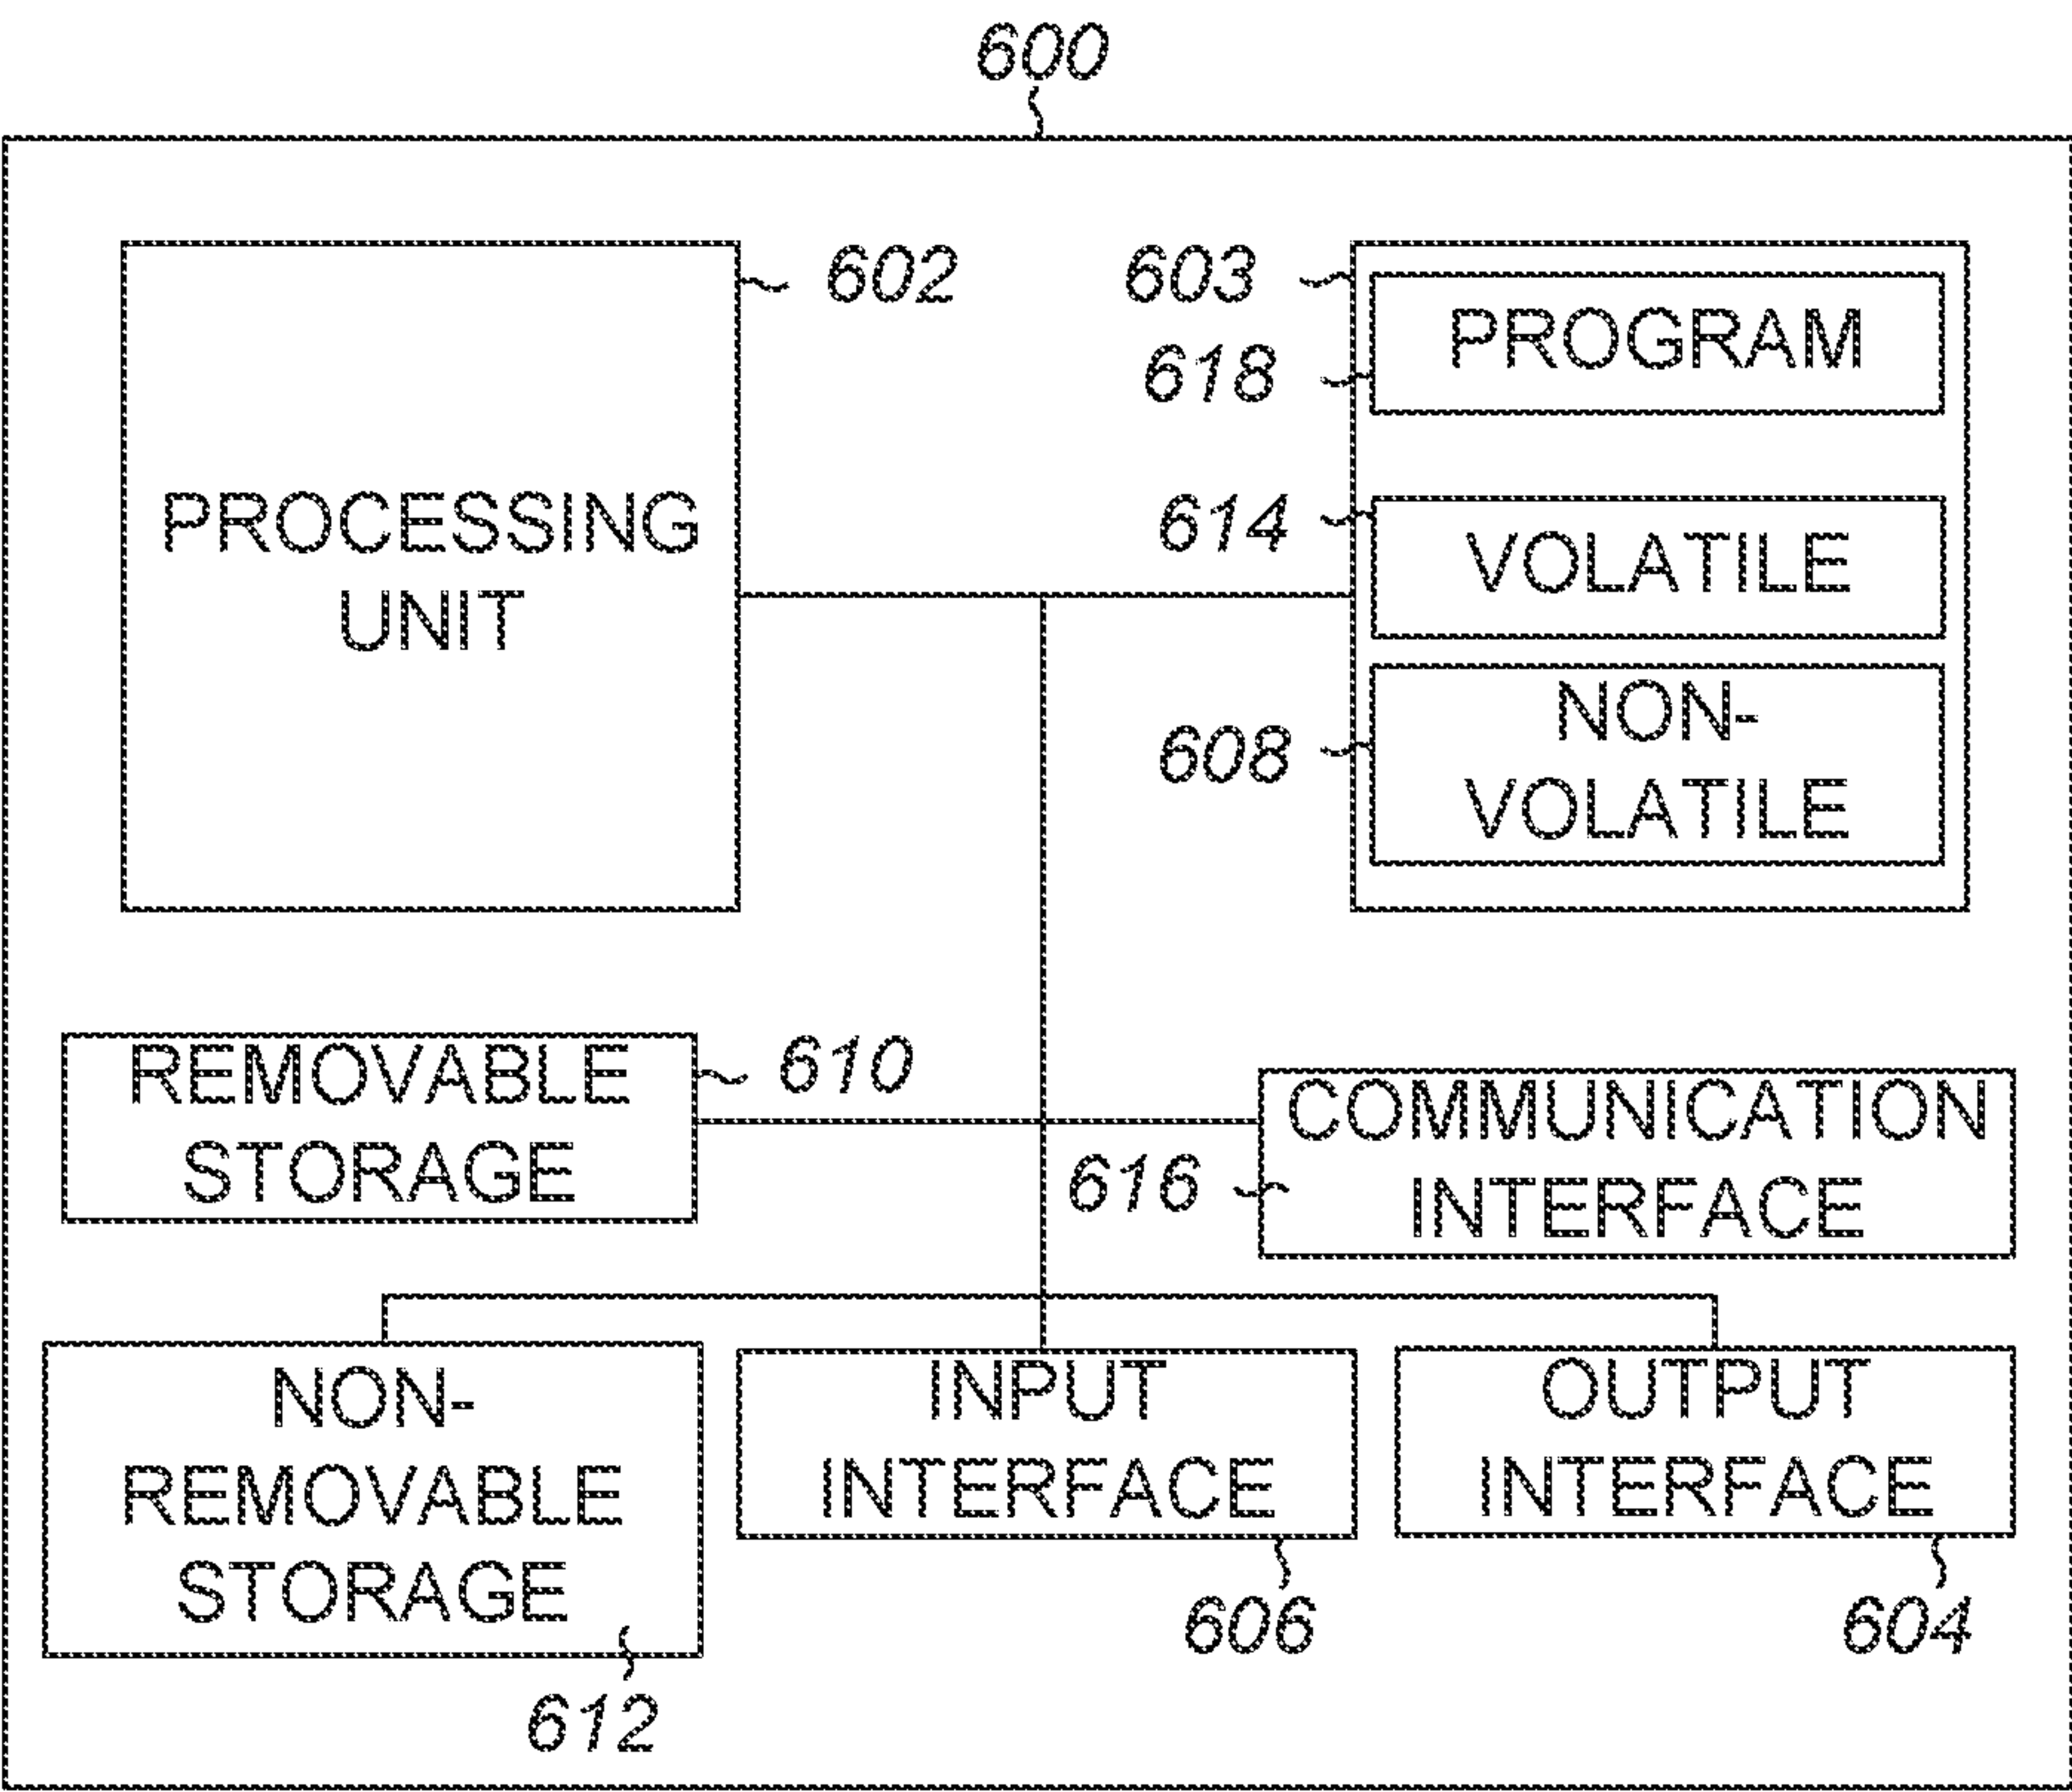 600
602
603
PROGRAM
618
PROCESSING
UNIT
614
VOLATILE
608
NON-
VOLATILE
REMOVABLE
STORAGE
610
COMMUNICATION
INTERFACE
616
NON-
REMOVABLE
STORAGE
612
INPUT
INTERFACE
606
OUTPUT
INTERFACE
604